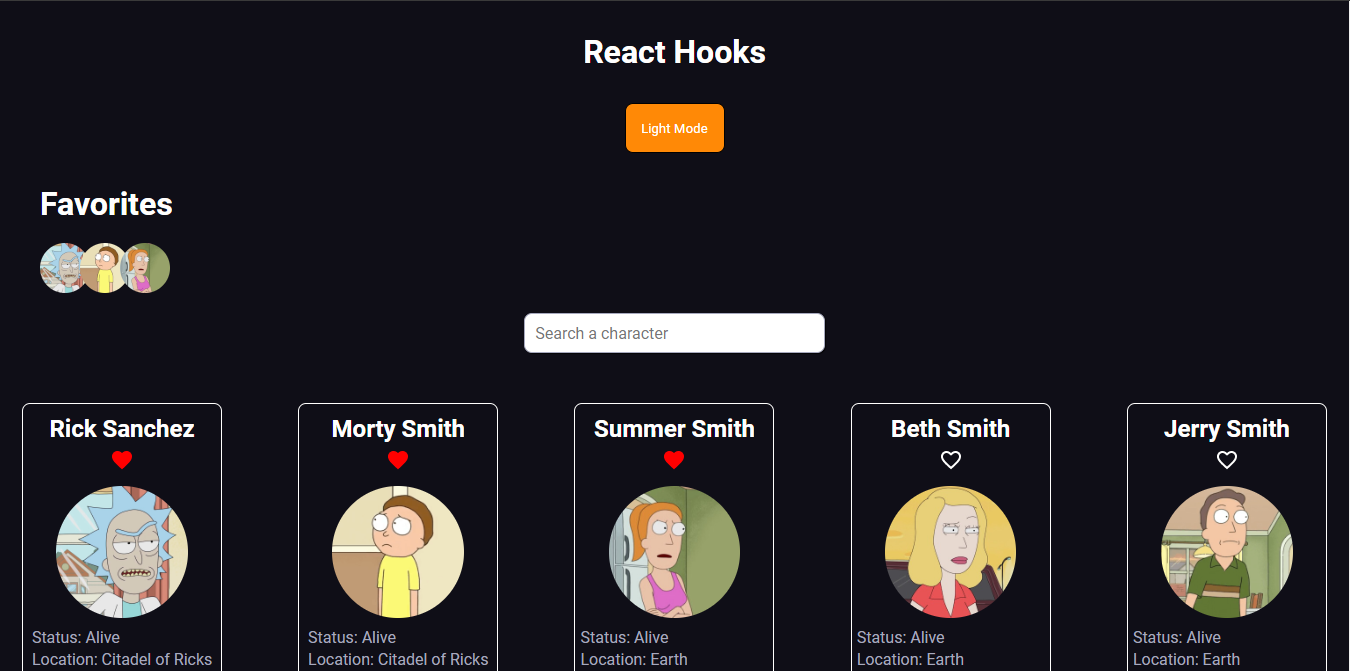 React Hooks
Light Mode
Favorites
Search a character
Rick Sanchez
Morty Smith
Summer Smith
Beth Smith
Jerry Smith
Status: Alive
Location: Citadel of Ricks
Status: Alive
Location: Citadel of Ricks
Status: Alive
Location: Earth
Status: Alive
Location: Earth
Status: Alive
Location: Earth